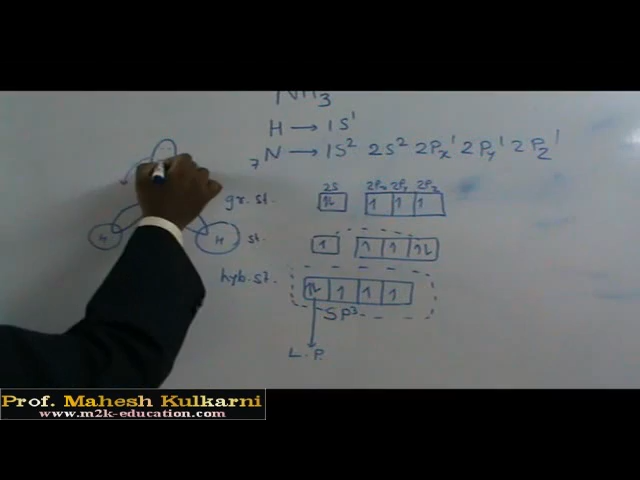 NH3
H → 1S¹
7N → 1S² 2S² 2Px¹ 2Py¹ 2Pz¹
gr. st. 2S 2Px 2Py 2Pz
⥮ ↿ ↿ ↿
st. ↿ ↿ ↿ ⥮
H H
hyb. st. ⥮ ↿ ↿ ↿
SP³
L.P.
Prof. Mahesh Kulkarni
www.m2k-education.com